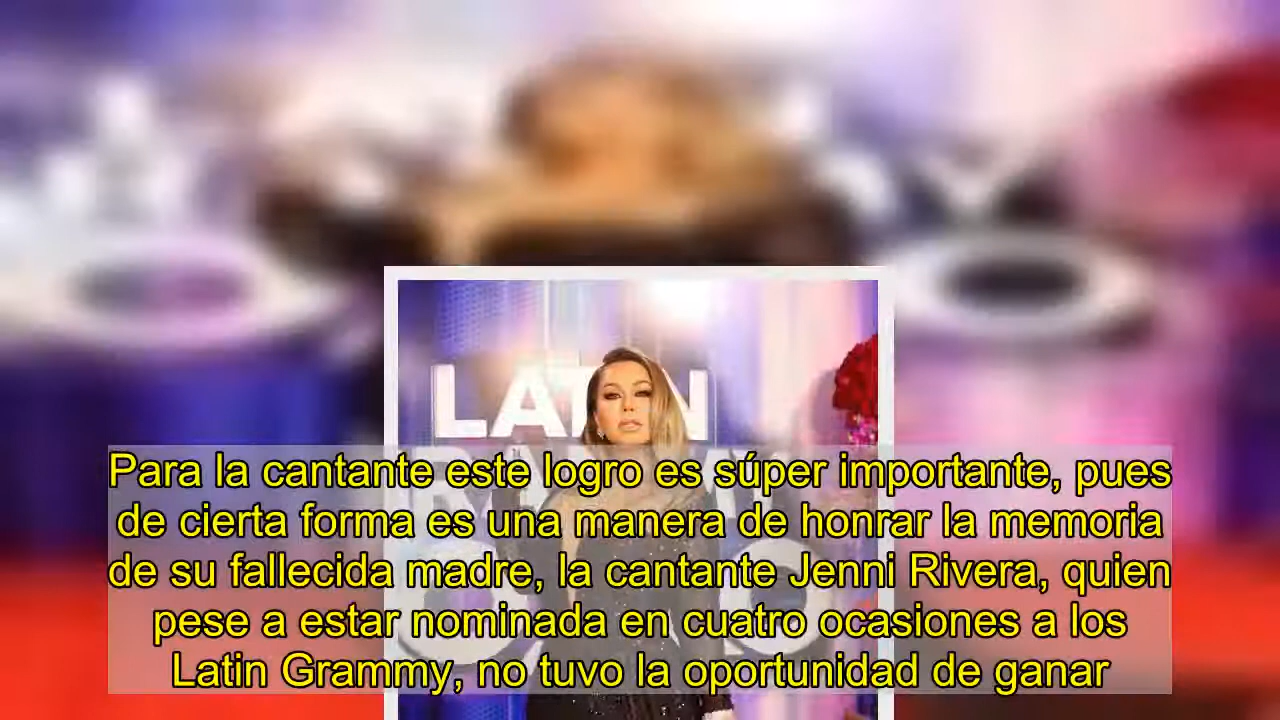 LATIN
Para la cantante este logro es súper importante, pues
de cierta forma es una manera de honrar la memoria
de su fallecida madre, la cantante Jenni Rivera, quien
pese a estar nominada en cuatro ocasiones a los
Latin Grammy, no tuvo la oportunidad de ganar